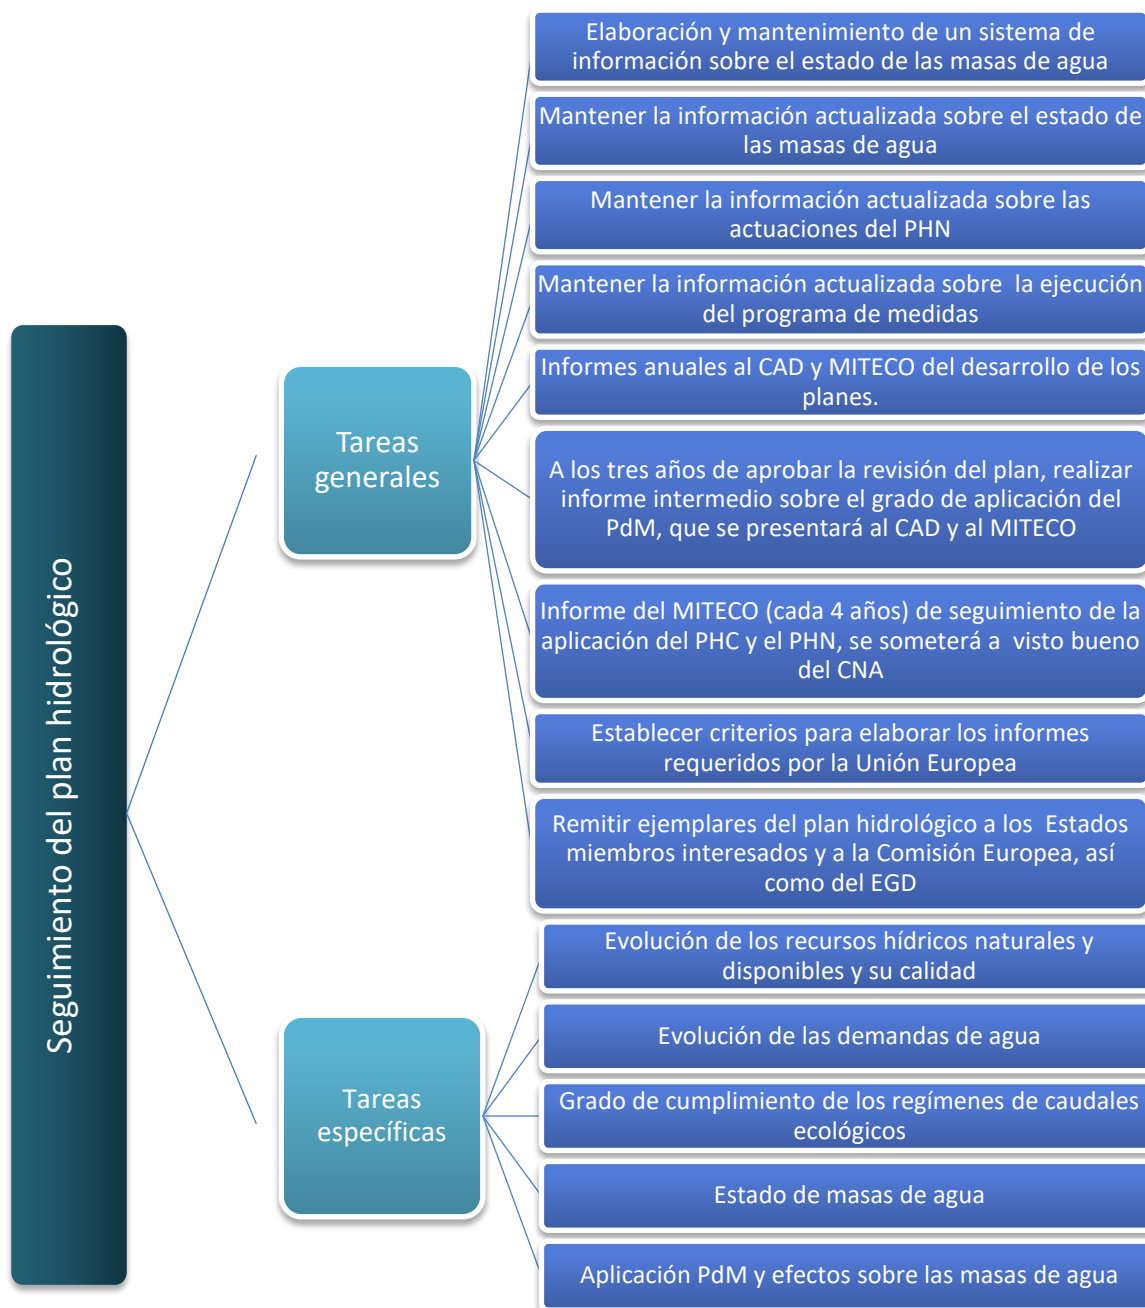 Seguimiento del plan hidrológico
Tareas
generales
Elaboración y mantenimiento de un sistema de
información sobre el estado de las masas de agua
Mantener la información actualizada sobre el estado de
las masas de agua
Mantener la información actualizada sobre las
actuaciones del PHN
Mantener la información actualizada sobre la ejecución
del programa de medidas
Informes anuales al CAD y MITECO del desarrollo de los
planes.
A los tres años de aprobar la revisión del plan, realizar
informe intermedio sobre el grado de aplicación del
PdM, que se presentará al CAD y al MITECO
Informe del MITECO (cada 4 años) de seguimiento de la
aplicación del PHC y el PHN, se someterá a visto bueno
del CNA
Establecer criterios para elaborar los informes
requeridos por la Unión Europea
Remitir ejemplares del plan hidrológico a los Estados
miembros interesados y a la Comisión Europea, así
como del EGD
Tareas
específicas
Evolución de los recursos hídricos naturales y
disponibles y su calidad
Evolución de las demandas de agua
Grado de cumplimiento de los regímenes de caudales
ecológicos
Estado de masas de agua
Aplicación PdM y efectos sobre las masas de agua